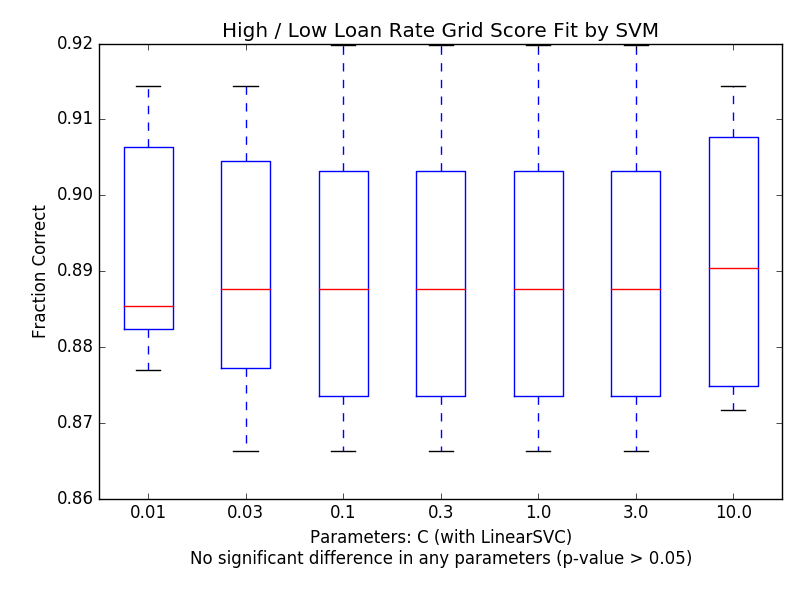 High / Low Loan Rate Grid Score Fit by SVM
0.92
0.91
0.90
0.89
0.88
0.87
0.86
Fraction Correct
0.01 0.03 0.1 0.3 1.0 3.0 10.0
Parameters: C (with LinearSVC)
No significant difference in any parameters (p-value > 0.05)